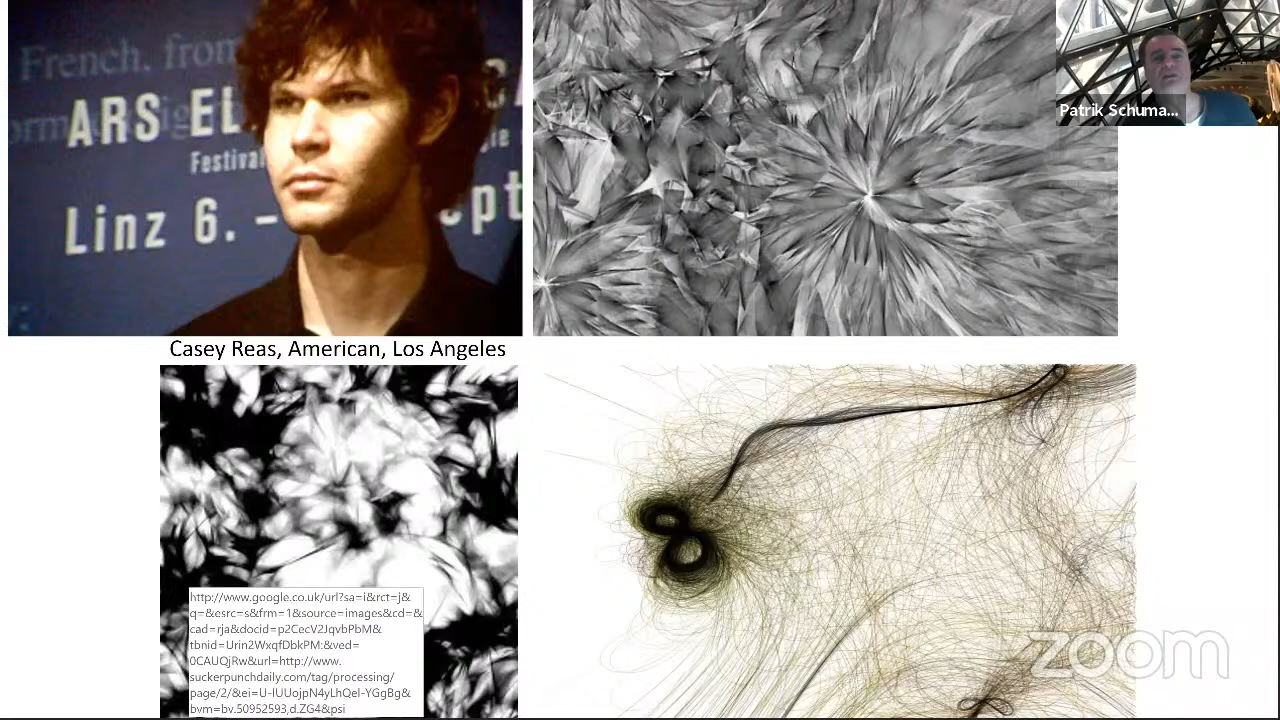 French, from
ARS EL
Festival
Linz 6. –
ept
Patrik Schuma...
Casey Reas, American, Los Angeles
http://www.google.co.uk/url?sa=i&rct=j&
q=&esrc=s&frm=1&source=images&cd=&
cad=rja&docid=p2CecV2JqvbPbM&
tbnid=Urin2WxqfDbkPM:&ved=
0CAUQjRw&url=http://www.
suckerpunchdaily.com/tag/processing/
page/2/&ei=U-IUUojpN4yLhQel-YGgBg&
bvm=bv.50952593,d.ZG4&psi
zoom